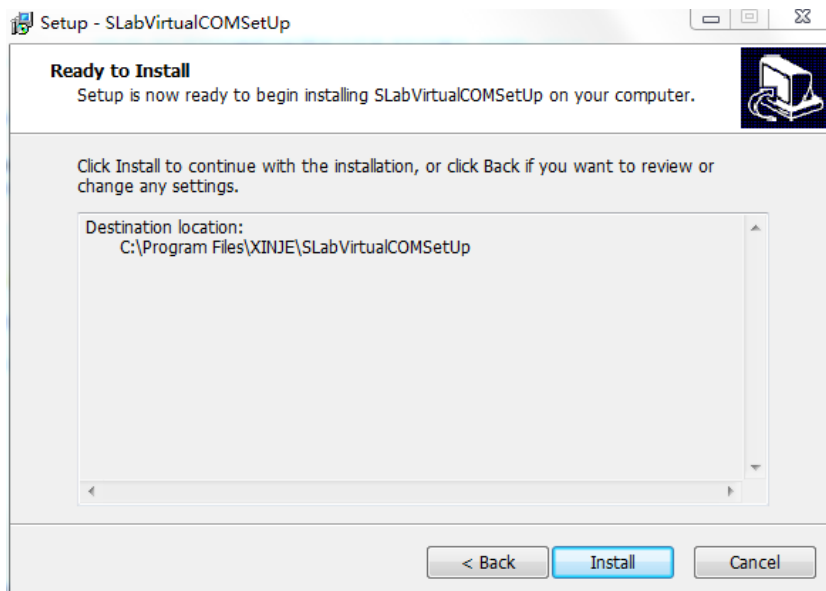 Setup - SLabVirtualCOMSetUp
Ready to Install
Setup is now ready to begin installing SLabVirtualCOMSetUp on your computer.
Click Install to continue with the installation, or click Back if you want to review or
change any settings.
Destination location:
C:\Program Files\XINJE\SLabVirtualCOMSetUp
< Back
Install
Cancel